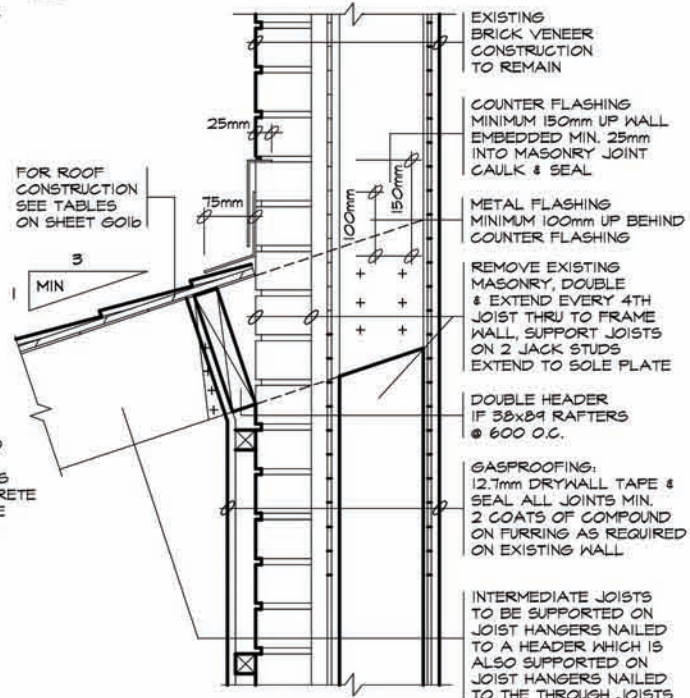 EXISTING
BRICK VENEER
CONSTRUCTION
TO REMAIN
COUNTER FLASHING
MINIMUM 150mm UP WALL
EMBEDDED MIN. 25mm
INTO MASONRY JOINT
CAULK & SEAL
METAL FLASHING
MINIMUM 100mm UP BEHIND
COUNTER FLASHING
REMOVE EXISTING
MASONRY, DOUBLE
& EXTEND EVERY 4TH
JOIST THRU TO FRAME
WALL, SUPPORT JOISTS
ON 2 JACK STUDS
EXTEND TO SOLE PLATE
DOUBLE HEADER
IF 38x89 RAFTERS
@ 600 O.C.
GASPROOFING:
12.7mm DRYWALL TAPE &
SEAL ALL JOINTS MIN.
2 COATS OF COMPOUND
ON FURRING AS REQUIRED
ON EXISTING WALL
INTERMEDIATE JOISTS
TO BE SUPPORTED ON
JOIST HANGERS NAILED
TO A HEADER WHICH IS
ALSO SUPPORTED ON
JOIST HANGERS NAILED
TO THE THROUGH JOISTS
25mm
75mm
100mm
150mm
FOR ROOF
CONSTRUCTION
SEE TABLES
ON SHEET G01b
3
1
MIN